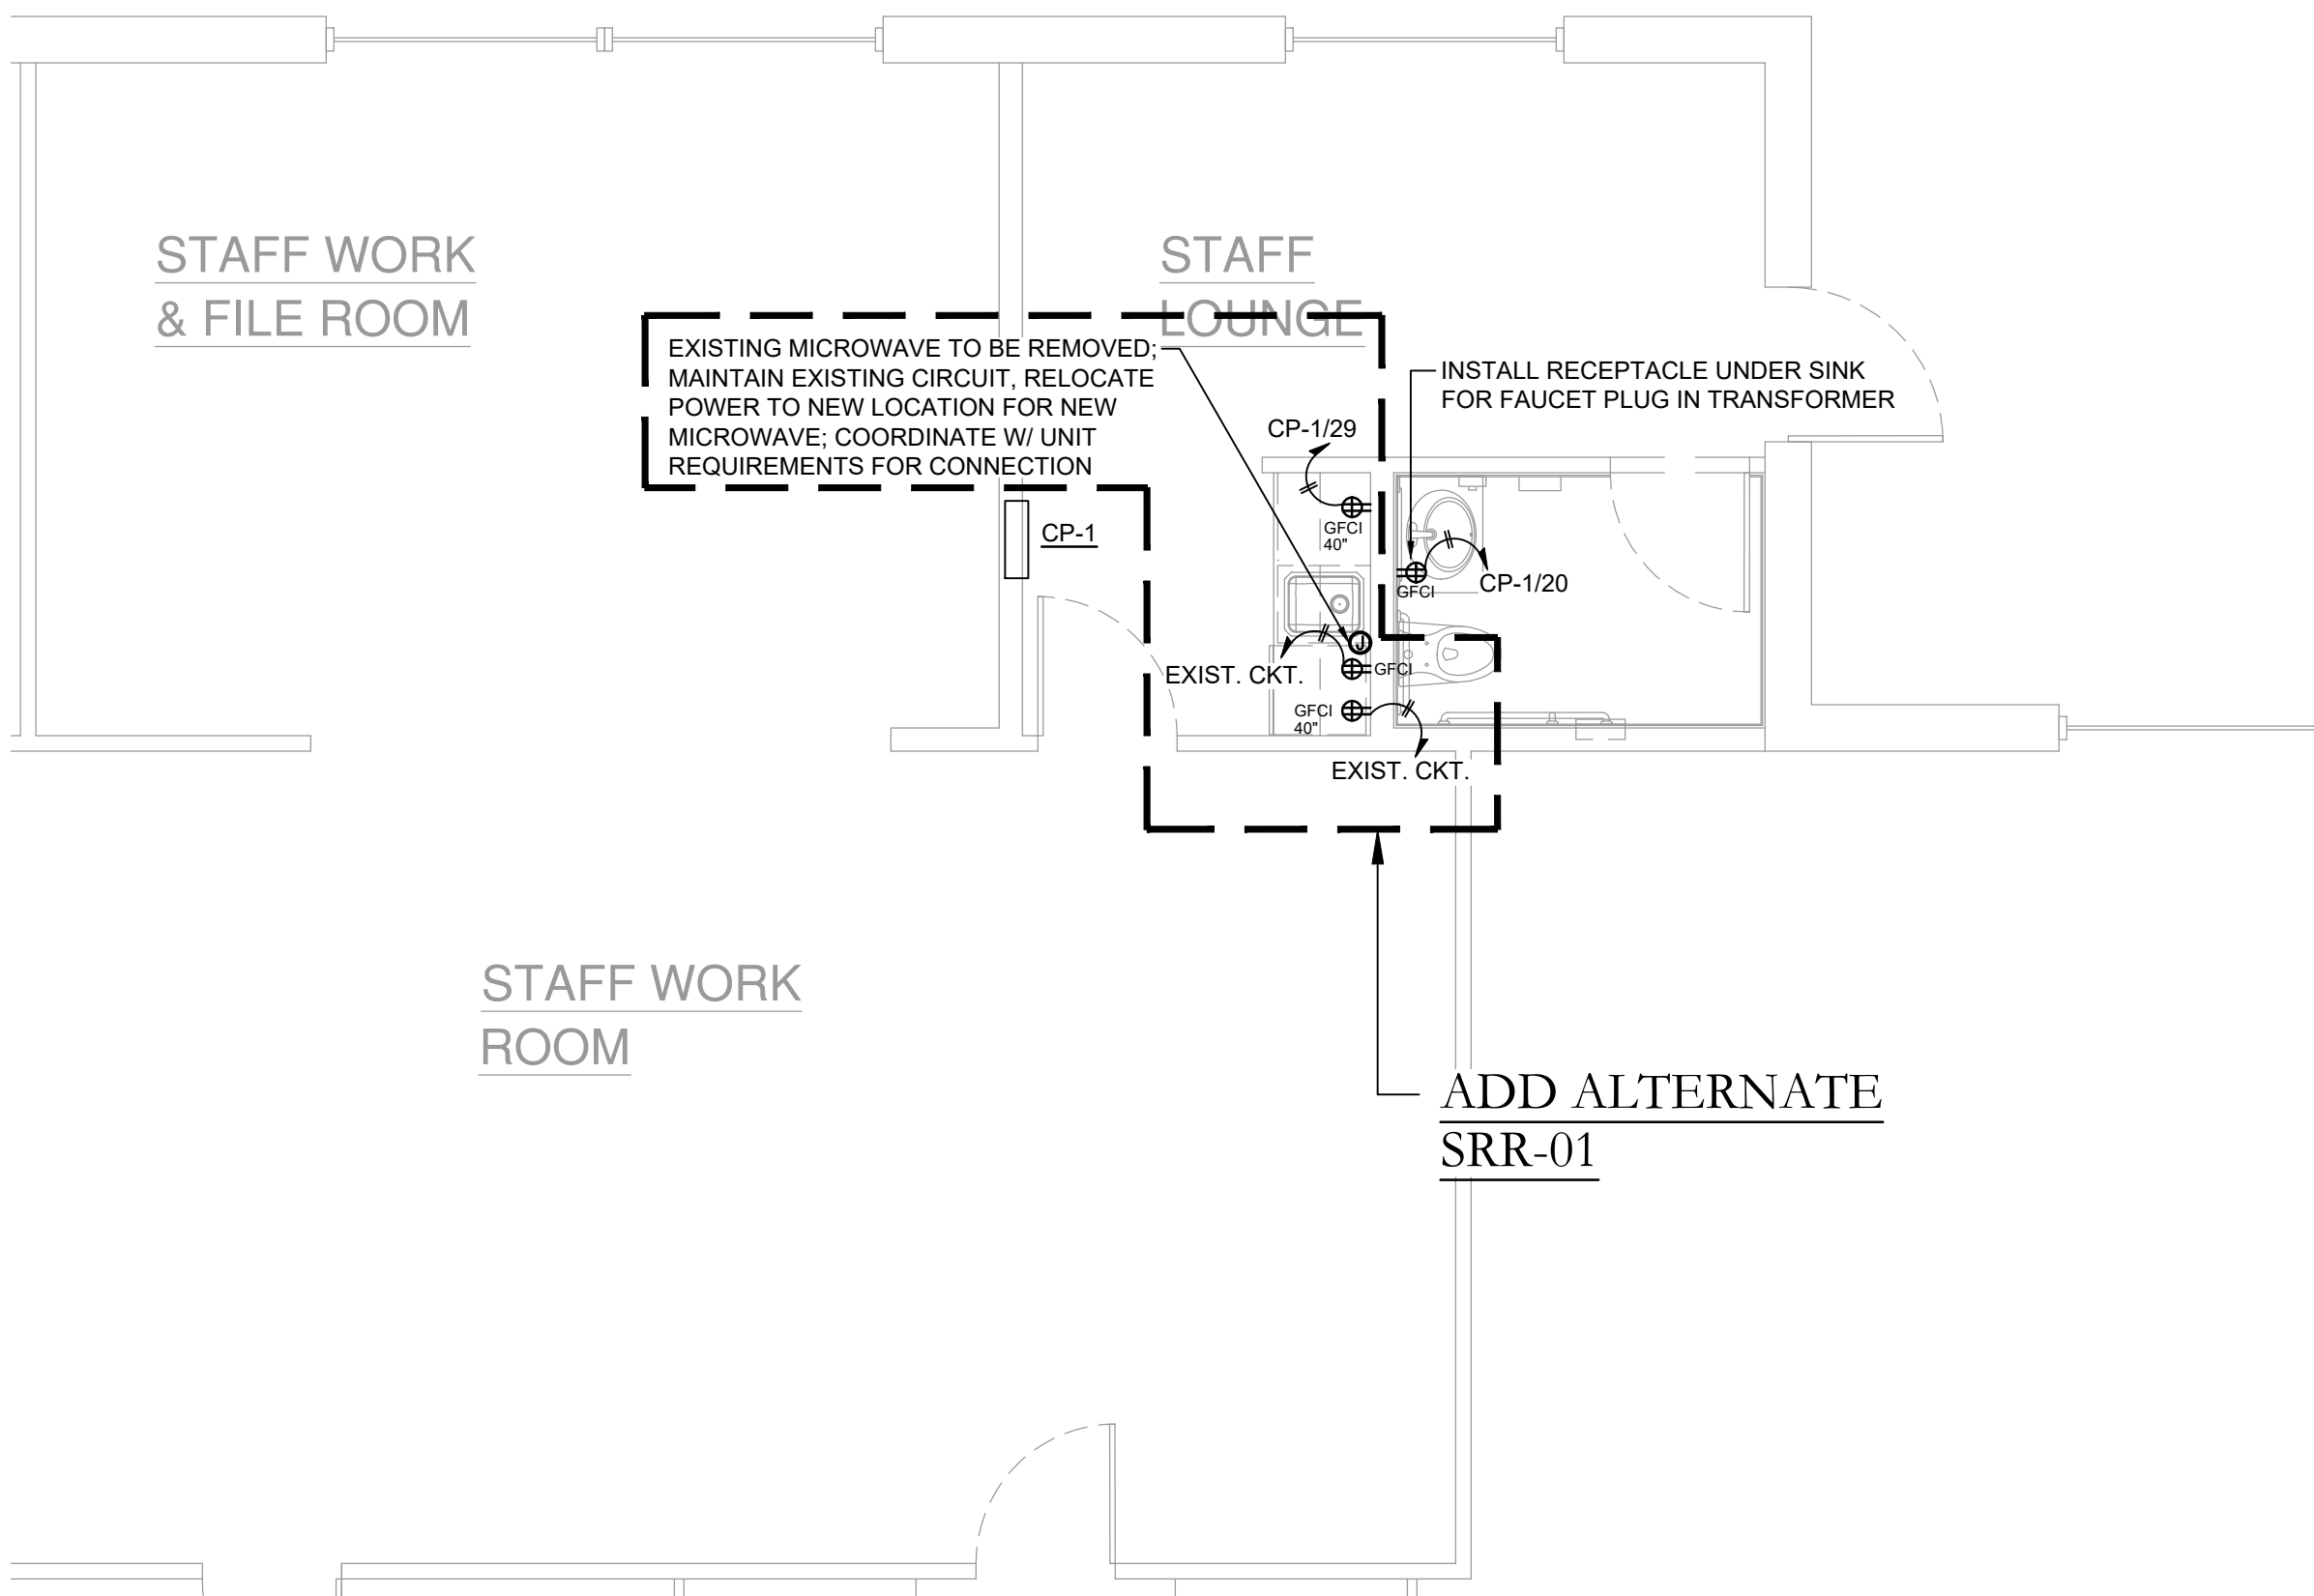 STAFF WORK
& FILE ROOM
STAFF
LOUNGE
EXISTING MICROWAVE TO BE REMOVED;
MAINTAIN EXISTING CIRCUIT, RELOCATE
POWER TO NEW LOCATION FOR NEW
MICROWAVE; COORDINATE W/ UNIT
REQUIREMENTS FOR CONNECTION
INSTALL RECEPTACLE UNDER SINK
FOR FAUCET PLUG IN TRANSFORMER
CP-1/29
GFCI
40"
CP-1
CP-1/20
GFCI
J
GFCI
EXIST. CKT.
GFCI
40"
EXIST. CKT.
STAFF WORK
ROOM
ADD ALTERNATE
SRR-01